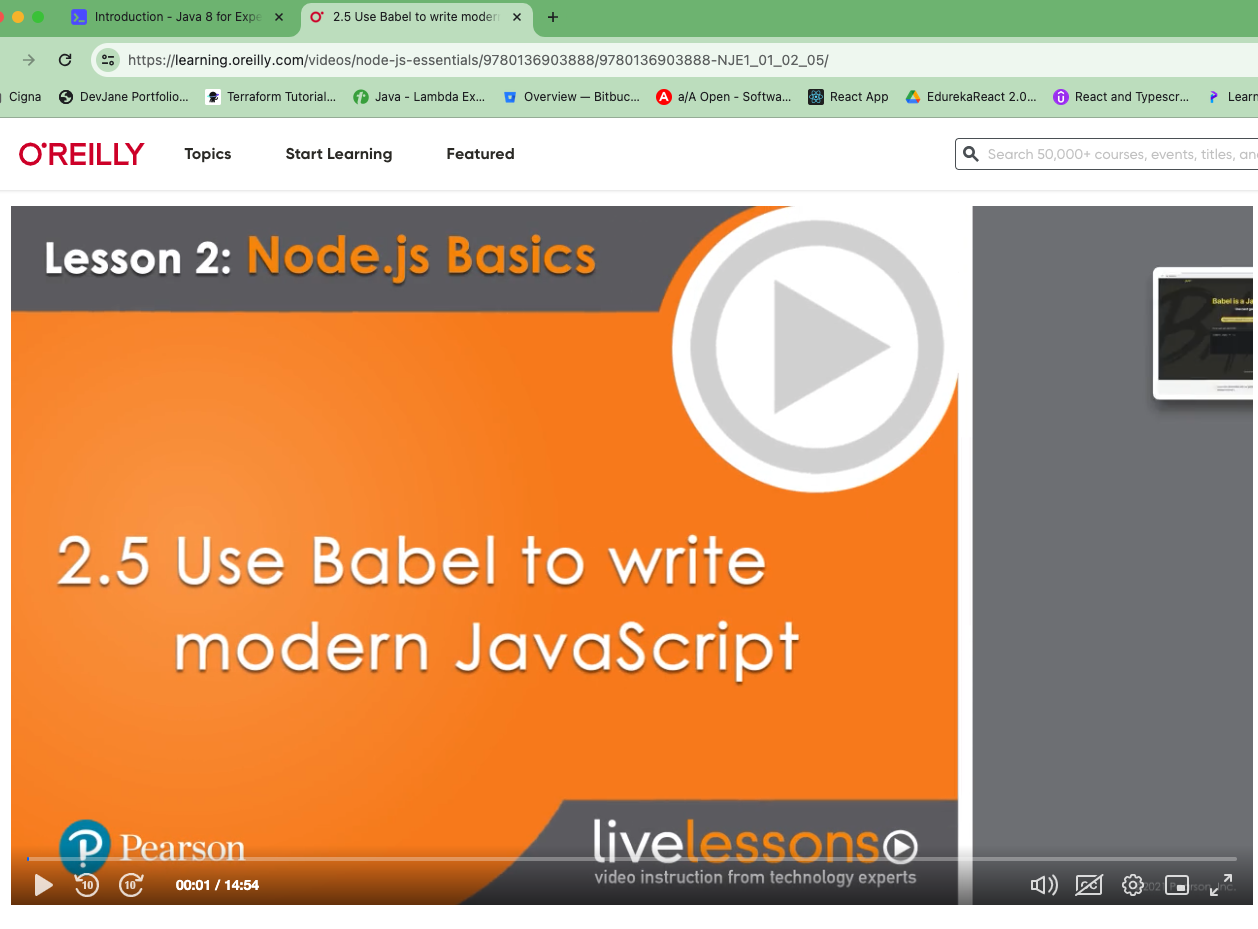 Introduction - Java 8 for Expe
2.5 Use Babel to write modern
https://learning.oreilly.com/videos/node-js-essentials/9780136903888/9780136903888-NJE1_01_02_05/
Cigna DevJane Portfolio... Terraform Tutorial... Java - Lambda Ex... Overview — Bitbuc... a/A Open - Softwa... React App EdurekaReact 2.0... React and Typescr... Learn
O'REILLY Topics Start Learning Featured Search 50,000+ courses, events, titles, and
Lesson 2: Node.js Basics
Babel is a Ja
2.5 Use Babel to write
modern JavaScript
Pearson
livelessons
video instruction from technology experts
10 10 00:01 / 14:54 CC
Pearson, Inc.